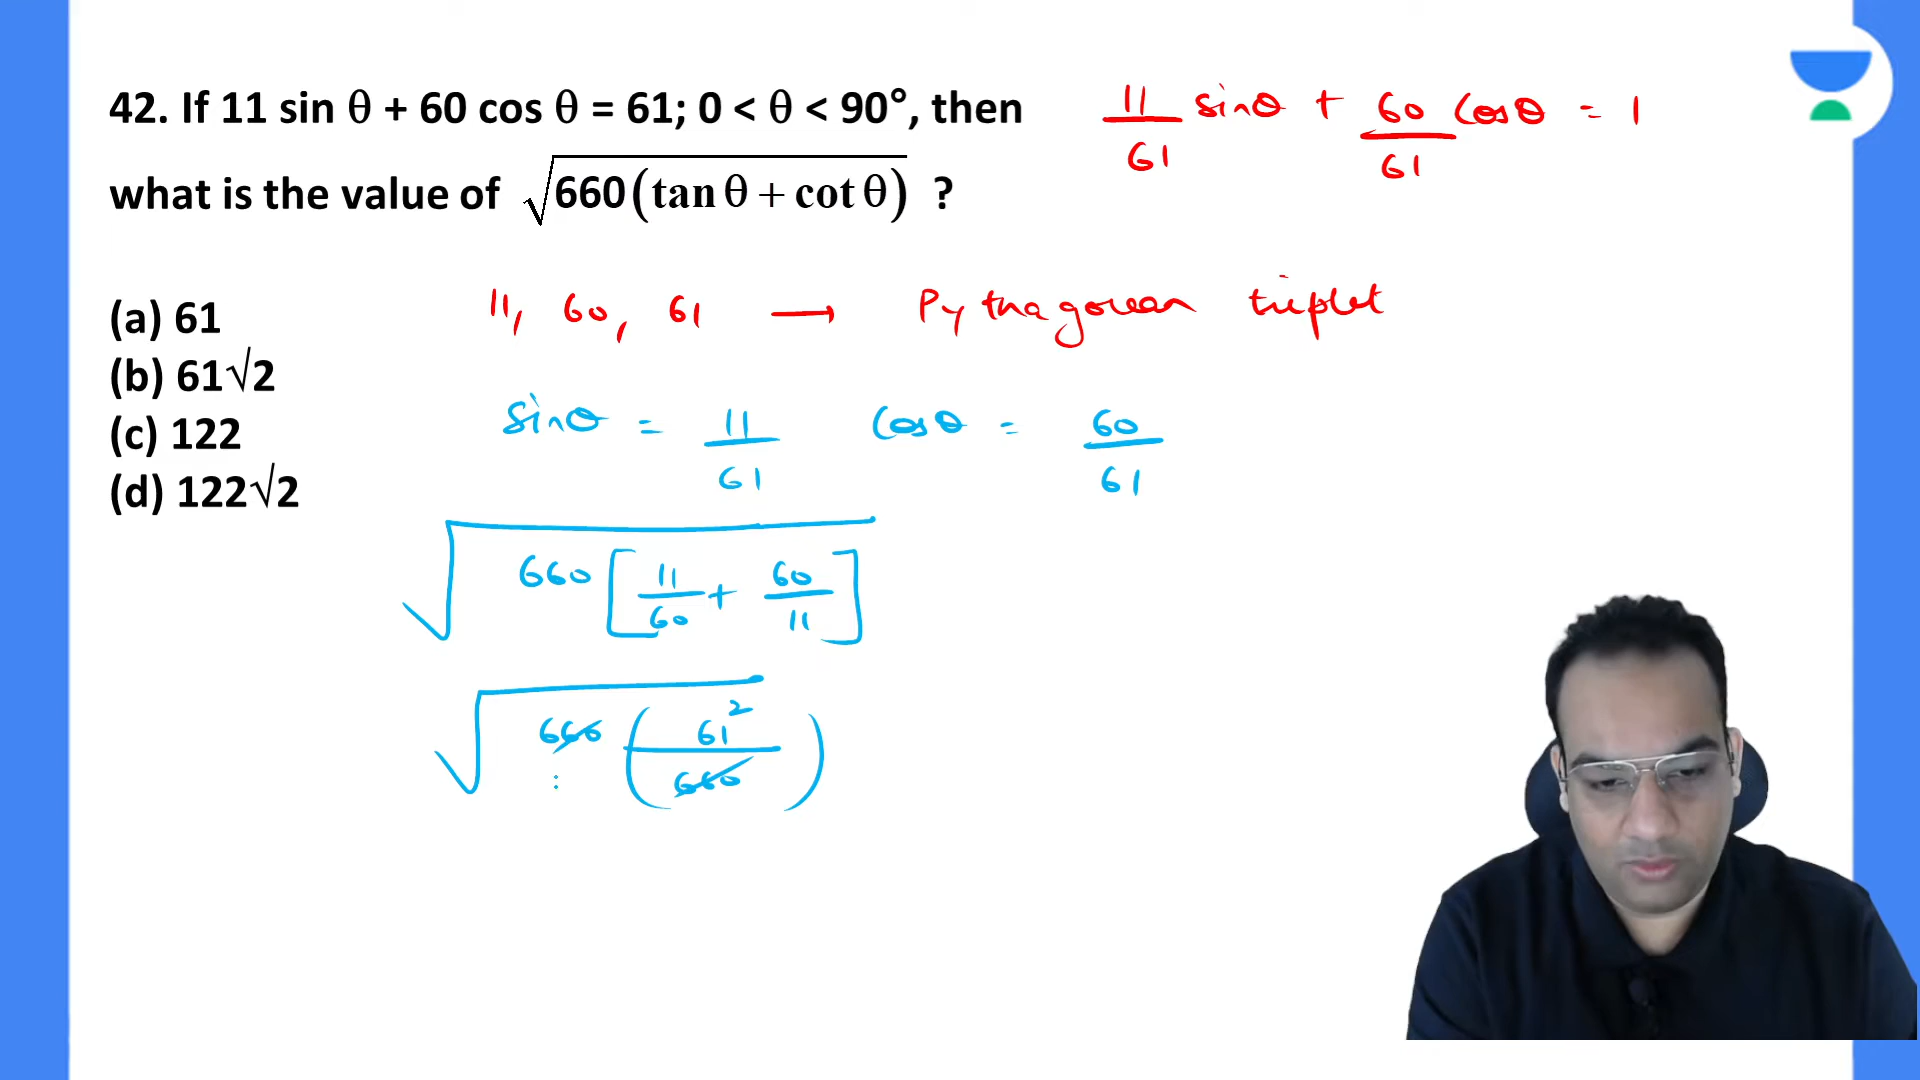 42. If 11 sin θ + 60 cos θ = 61; 0 < θ < 90°, then
what is the value of √660(tan θ + cot θ) ?
11/61 sinθ + 60/61 cosθ = 1
(a) 61
(b) 61√2
(c) 122
(d) 122√2
11, 60, 61 → Pythagorean triplet
sinθ = 11/61 cosθ = 60/61
√660 [11/60 + 60/11]
√660 (61²/660)